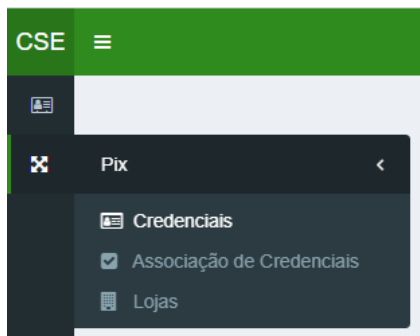 CSE
Pix
Credenciais
Associação de Credenciais
Lojas